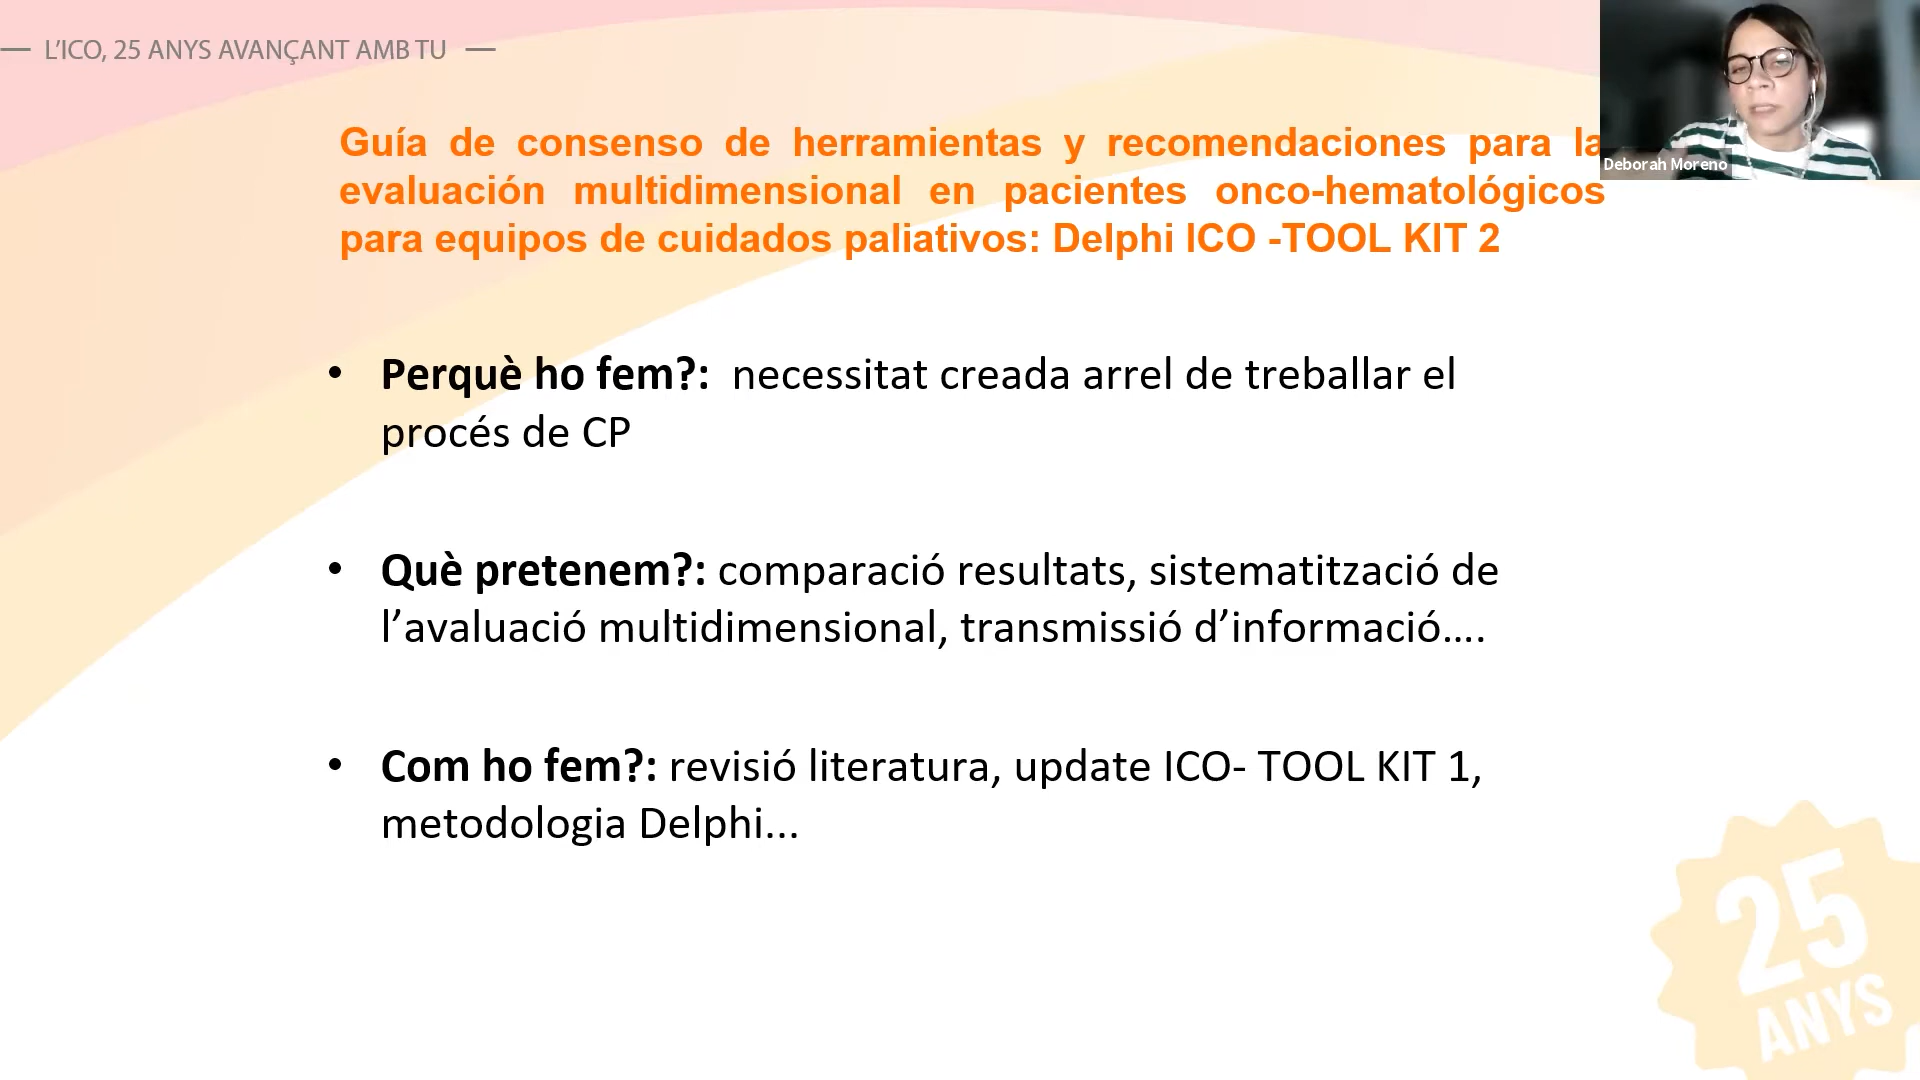 L'ICO, 25 ANYS AVANÇANT AMB TU
Deborah Moreno
Guía de consenso de herramientas y recomendaciones para la
evaluación multidimensional en pacientes onco-hematológicos
para equipos de cuidados paliativos: Delphi ICO -TOOL KIT 2
• Perquè ho fem?: necessitat creada arrel de treballar el
procés de CP
• Què pretenem?: comparació resultats, sistematització de
l’avaluació multidimensional, transmissió d’informació....
• Com ho fem?: revisió literatura, update ICO- TOOL KIT 1,
metodologia Delphi...
25
ANYS